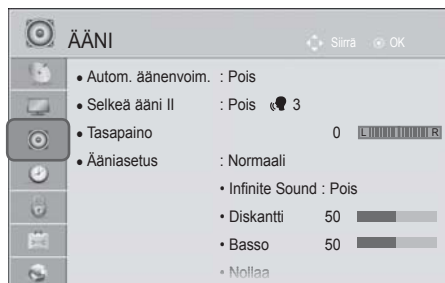 ÄÄNI
Siirrä OK
• Autom. äänenvoim. : Pois
• Selkeä ääni II : Pois 3
• Tasapaino 0 L R
• Ääniasetus : Normaali
• Infinite Sound : Pois
• Diskantti 50
• Basso 50
• Nollaa